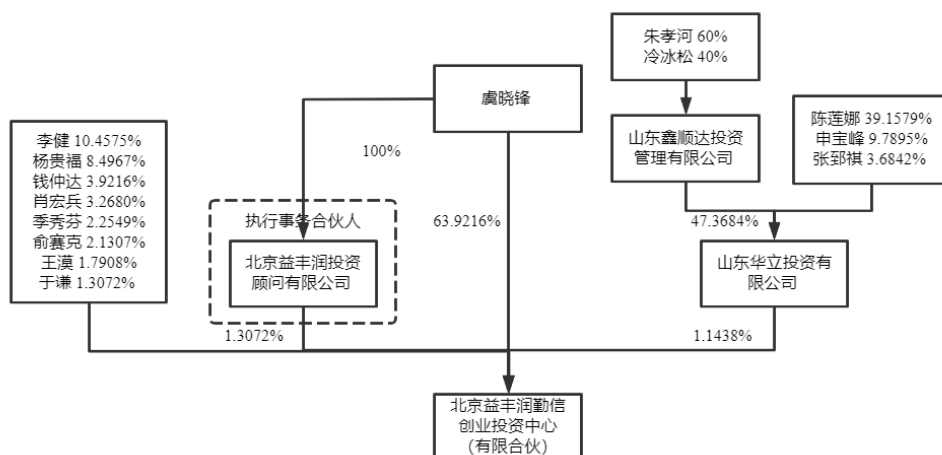 朱孝河 60%
冷冰松 40%
虞晓锋
李健 10.4575%
杨贵福 8.4967%
钱仲达 3.9216%
肖宏兵 3.2680%
季秀芬 2.2549%
俞赛克 2.1307%
王漠 1.7908%
于谦 1.3072%
100%
山东鑫顺达投资
管理有限公司
陈莲娜 39.1579%
申宝峰 9.7895%
张郅祺 3.6842%
执行事务合伙人
63.9216%
47.3684%
北京益丰润投资
顾问有限公司
山东华立投资有
限公司
1.3072%
1.1438%
北京益丰润勤信
创业投资中心
（有限合伙）